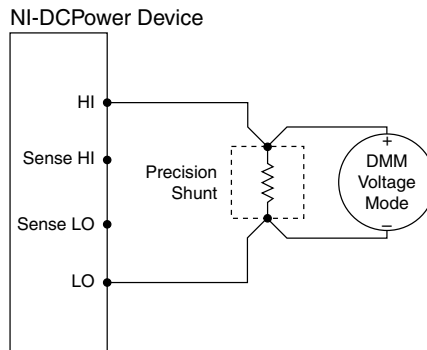 NI-DCPower Device
HI
Sense HI
Sense LO
LO
Precision
Shunt
+
DMM
Voltage
Mode
−